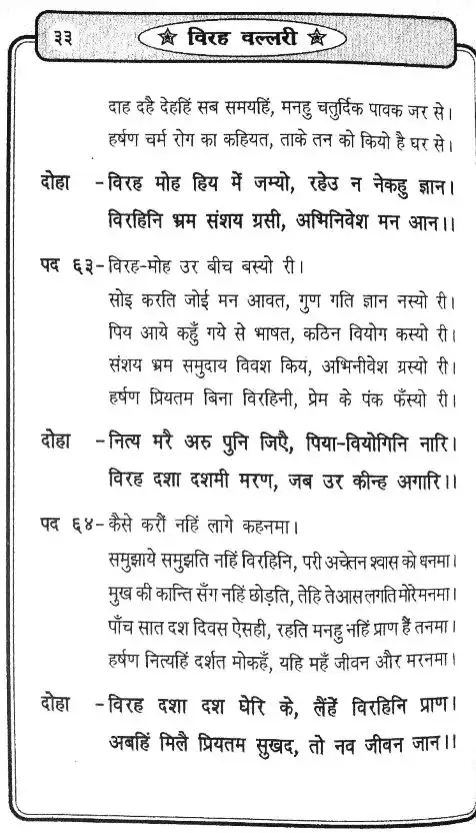 ३३
विरह वल्लरी
दाह दहै देहहिं सब समयहिं, मनहु चतुर्दिक पावक जर से।
हर्षण चर्म रोग का कहियत, ताके तन को कियो है घर से।
दोहा -विरह मोह हिय में जम्यो, रहेउ न नेकहु ज्ञान।
विरहिनि भ्रम संशय ग्रसी, अभिनिवेश मन आन।।
पद ६३-विरह-मोह उर बीच बस्यो री।
सोइ करति जोई मन आवत, गुण गति ज्ञान नस्यो री।
पिय आये कहुँ गये से भाषत, कठिन वियोग कस्यो री।
संशय भ्रम समुदाय विवश किय, अभिनीवेश ग्रस्यो री।
हर्षण प्रियतम बिना विरहिनी, प्रेम के पंक फँस्यो री।
दोहा -नित्य मरै अरु पुनि जिऐ, पिया-वियोगिनि नारि।
विरह दशा दशमी मरण, जब उर कीन्ह अगारि।।
पद ६४-कैसे करौं नहिं लागे कहनमा।
समुझाये समुझति नहिं विरहिनि, परी अचेतन श्वास को धनमा।
मुख की कान्ति सँग नहिं छोड़ति, तेहि ते आस लगति मोरे मनमा।
पाँच सात दश दिवस ऐसही, रहति मनहु नहिं प्राण हैं तनमा।
हर्षण नित्यहिं दर्शत मोकहँ, यहि महँ जीवन और मरनमा।
दोहा -विरह दशा दश घेरि के, लैंहें विरहिनि प्राण।
अबहिं मिलै प्रियतम सुखद, तो नव जीवन जान।।